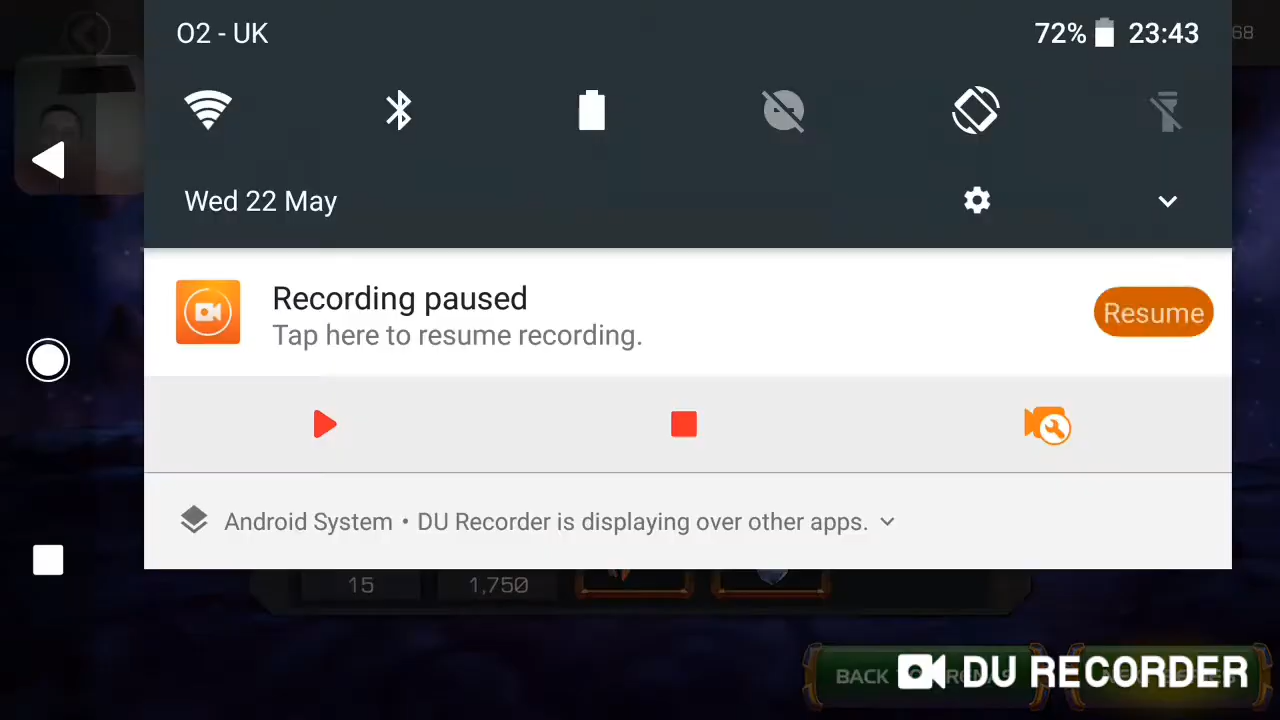 O2 - UK
72% 23:43
68
Wed 22 May
Recording paused
Tap here to resume recording.
Resume
Android System • DU Recorder is displaying over other apps.
15 1,750
BACK
DU RECORDER